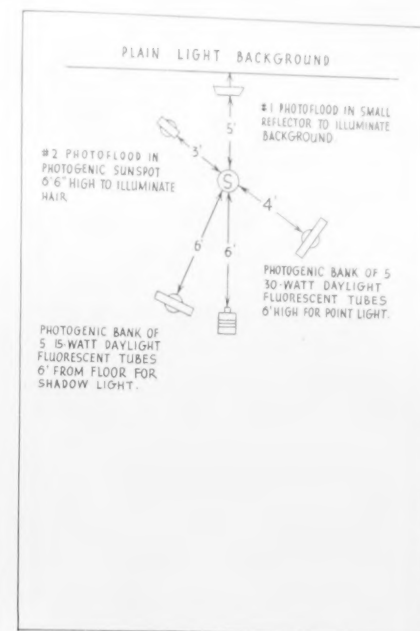 PLAIN LIGHT BACKGROUND
#1 PHOTOFLOOD IN SMALL
REFLECTOR TO ILLUMINATE
BACKGROUND
5'
#2 PHOTOFLOOD IN
PHOTOGENIC SUNSPOT
6'6" HIGH TO ILLUMINATE
HAIR
3'
S
4'
6'
6'
PHOTOGENIC BANK OF 5
30-WATT DAYLIGHT
FLUORESCENT TUBES
6' HIGH FOR POINT LIGHT.
PHOTOGENIC BANK OF
5 15-WATT DAYLIGHT
FLUORESCENT TUBES
6' FROM FLOOR FOR
SHADOW LIGHT.